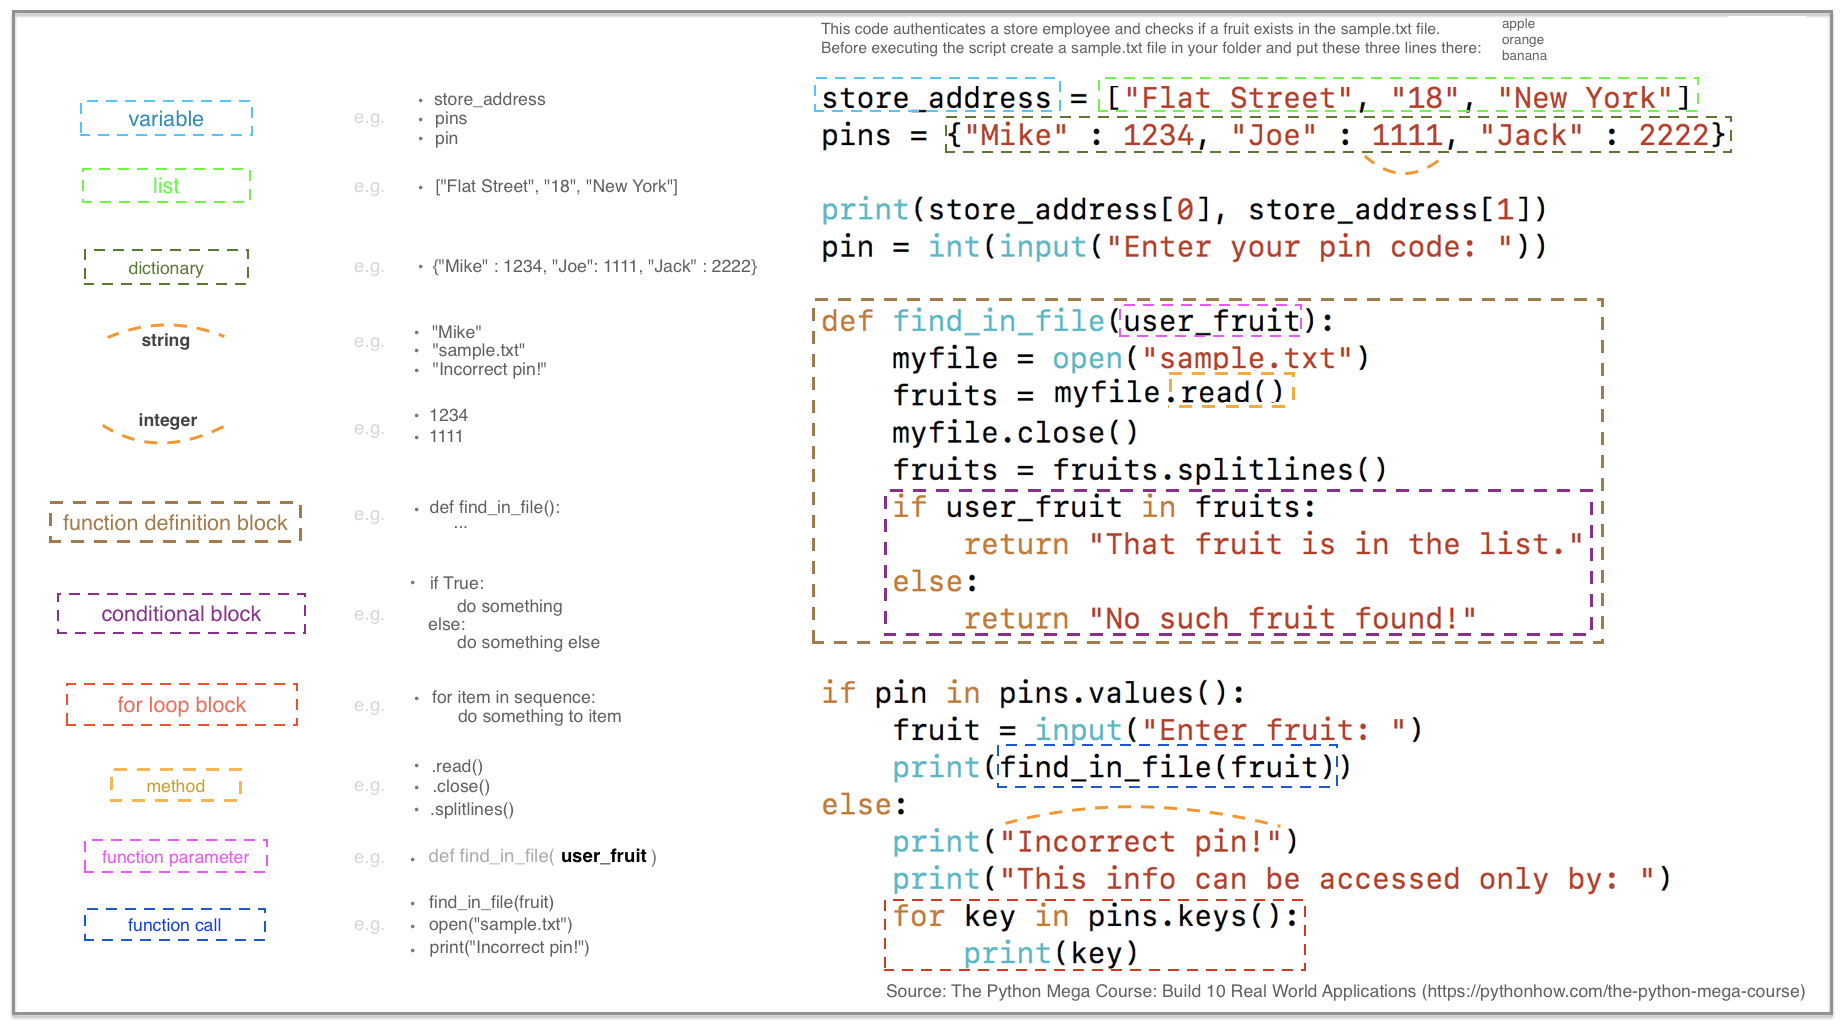 This code authenticates a store employee and checks if a fruit exists in the sample.txt file.
Before executing the script create a sample.txt file in your folder and put these three lines there:
apple
orange
banana
variable
e.g.
• store_address
• pins
• pin
list
e.g.
• ["Flat Street", "18", "New York"]
dictionary
e.g.
• {"Mike" : 1234, "Joe": 1111, "Jack" : 2222}
string
e.g.
• "Mike"
• "sample.txt"
• "Incorrect pin!"
integer
e.g.
• 1234
• 1111
function definition block
e.g.
• def find_in_file():
...
conditional block
e.g.
• if True:
do something
else:
do something else
for loop block
e.g.
• for item in sequence:
do something to item
method
e.g.
• .read()
• .close()
• .splitlines()
function parameter
e.g.
• def find_in_file( user_fruit )
function call
e.g.
• find_in_file(fruit)
• open("sample.txt")
• print("Incorrect pin!")
store_address = ["Flat Street", "18", "New York"]
pins = {"Mike" : 1234, "Joe" : 1111, "Jack" : 2222}
print(store_address[0], store_address[1])
pin = int(input("Enter your pin code: "))
def find_in_file(user_fruit):
    myfile = open("sample.txt")
    fruits = myfile.read()
    myfile.close()
    fruits = fruits.splitlines()
    if user_fruit in fruits:
        return "That fruit is in the list."
    else:
        return "No such fruit found!"
if pin in pins.values():
    fruit = input("Enter fruit: ")
    print(find_in_file(fruit))
else:
    print("Incorrect pin!")
    print("This info can be accessed only by: ")
    for key in pins.keys():
        print(key)
Source: The Python Mega Course: Build 10 Real World Applications (https://pythonhow.com/the-python-mega-course)